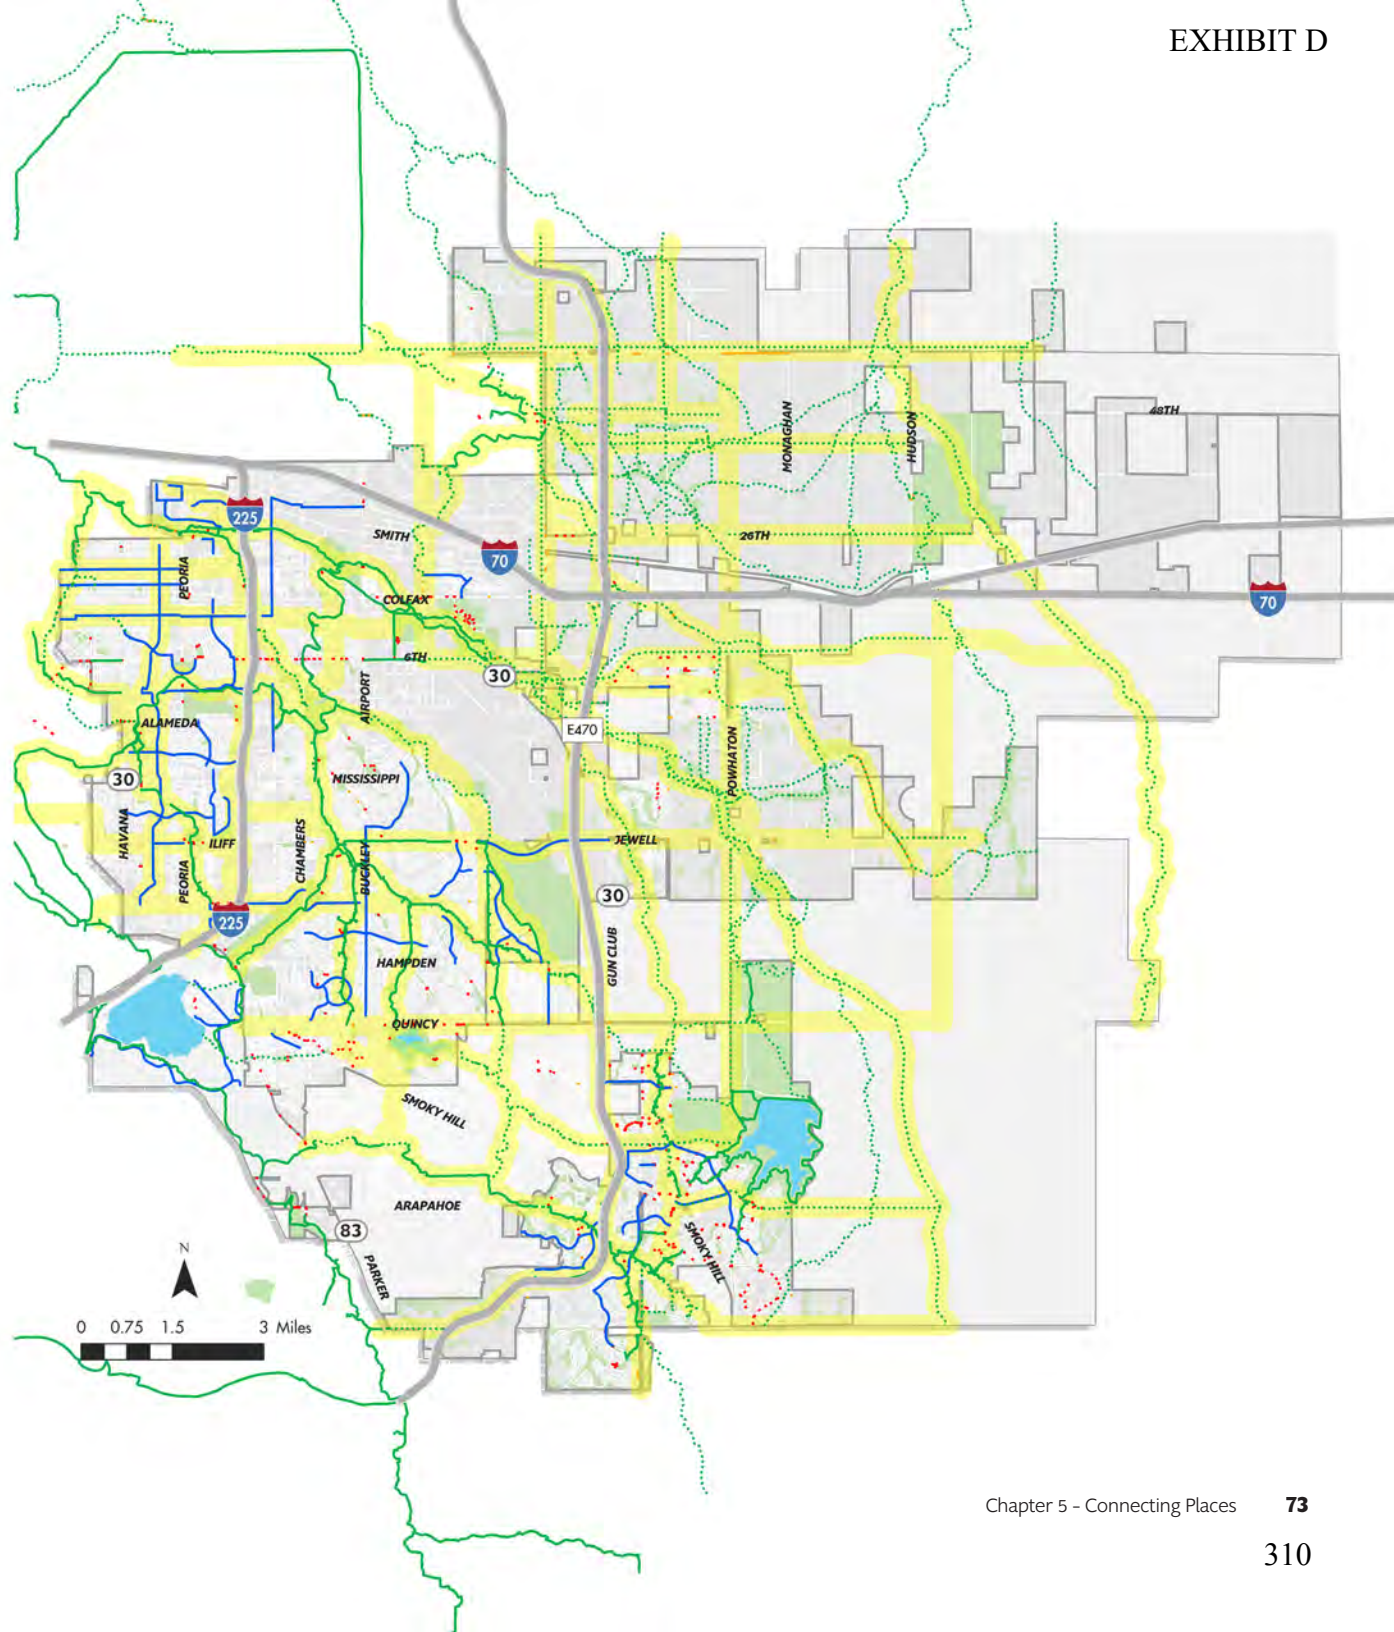 EXHIBIT D
48TH
MONAGHAN
HUDSON
225
SMITH
26TH
70
PEORIA
COLFAX
70
6TH
30
AIRPORT
ALAMEDA
E470
POWHATON
30
MISSISSIPPI
HAVANA
ILIFF
CHAMBERS
BUCKLEY
JEWELL
PEORIA
30
225
GUN CLUB
HAMPDEN
QUINCY
SMOKY HILL
ARAPAHOE
83
SMOKY HILL
PARKER
N
0 0.75 1.5 3 Miles
Chapter 5 - Connecting Places 73
310